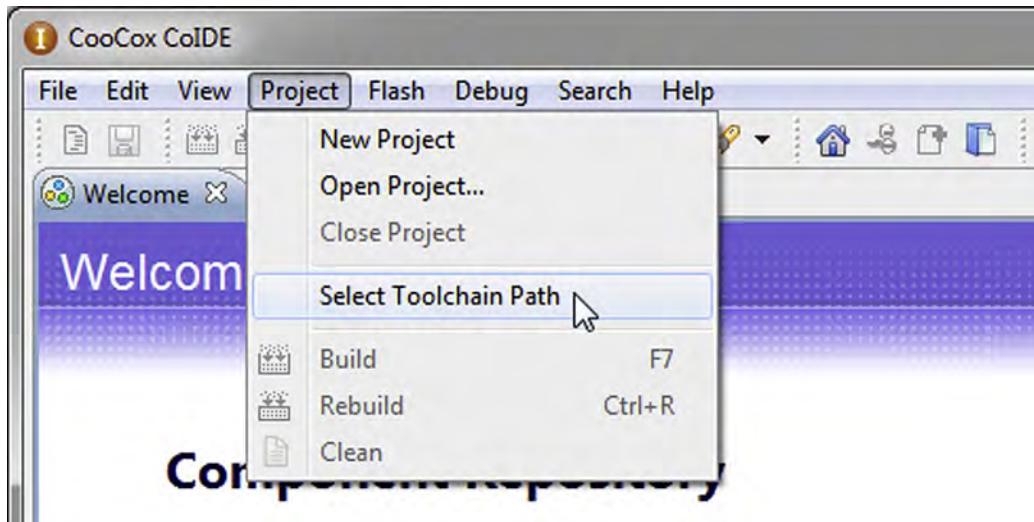 CooCox CoIDE
File Edit View Project Flash Debug Search Help
New Project
Open Project...
Welcome
Close Project
Welcom
Select Toolchain Path
Build F7
Rebuild Ctrl+R
Clean